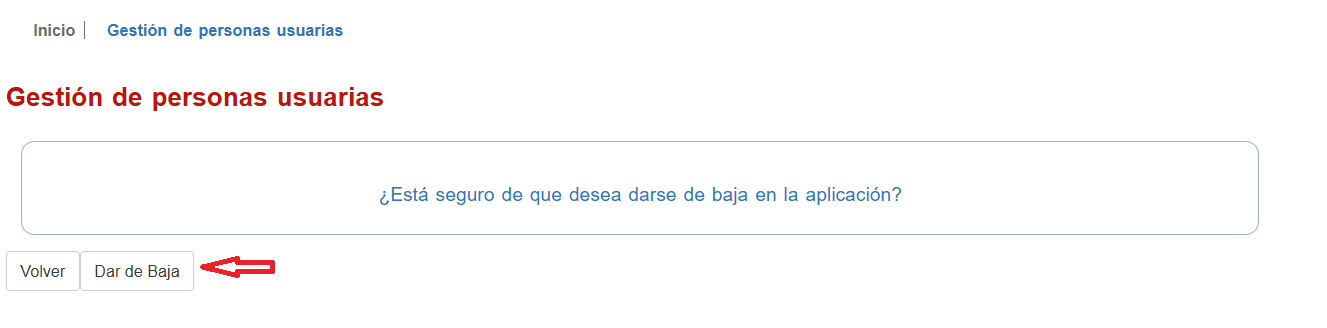 Inicio Gestión de personas usuarias
Gestión de personas usuarias
¿Está seguro de que desea darse de baja en la aplicación?
Volver Dar de Baja